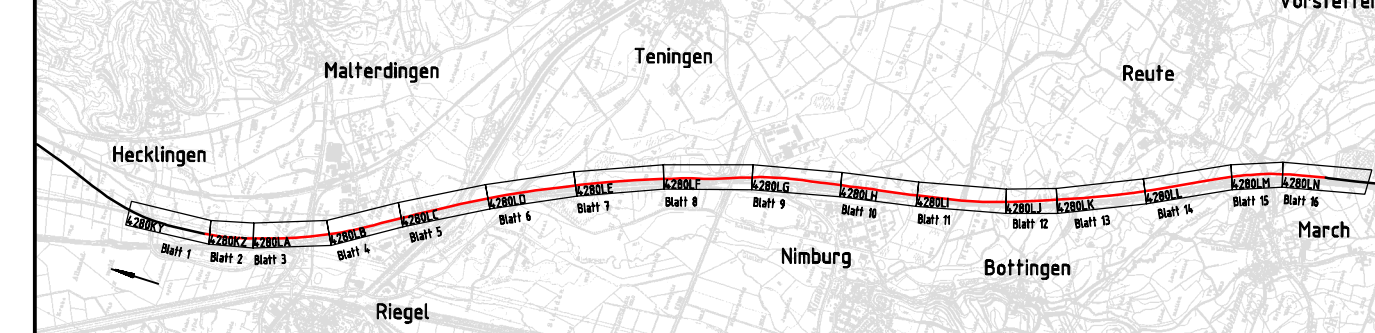 Teningen
Malterdingen
Reute
Hecklingen
4280KY
4280KZ
4280LA
4280LB
4280LC
4280LD
4280LE
4280LF
4280LG
4280LH
4280LI
4280LJ
4280LK
4280LL
4280LM
4280LN
Blatt 1
Blatt 2
Blatt 3
Blatt 4
Blatt 5
Blatt 6
Blatt 7
Blatt 8
Blatt 9
Blatt 10
Blatt 11
Blatt 12
Blatt 13
Blatt 14
Blatt 15
Blatt 16
March
Nimburg
Bottingen
Riegel